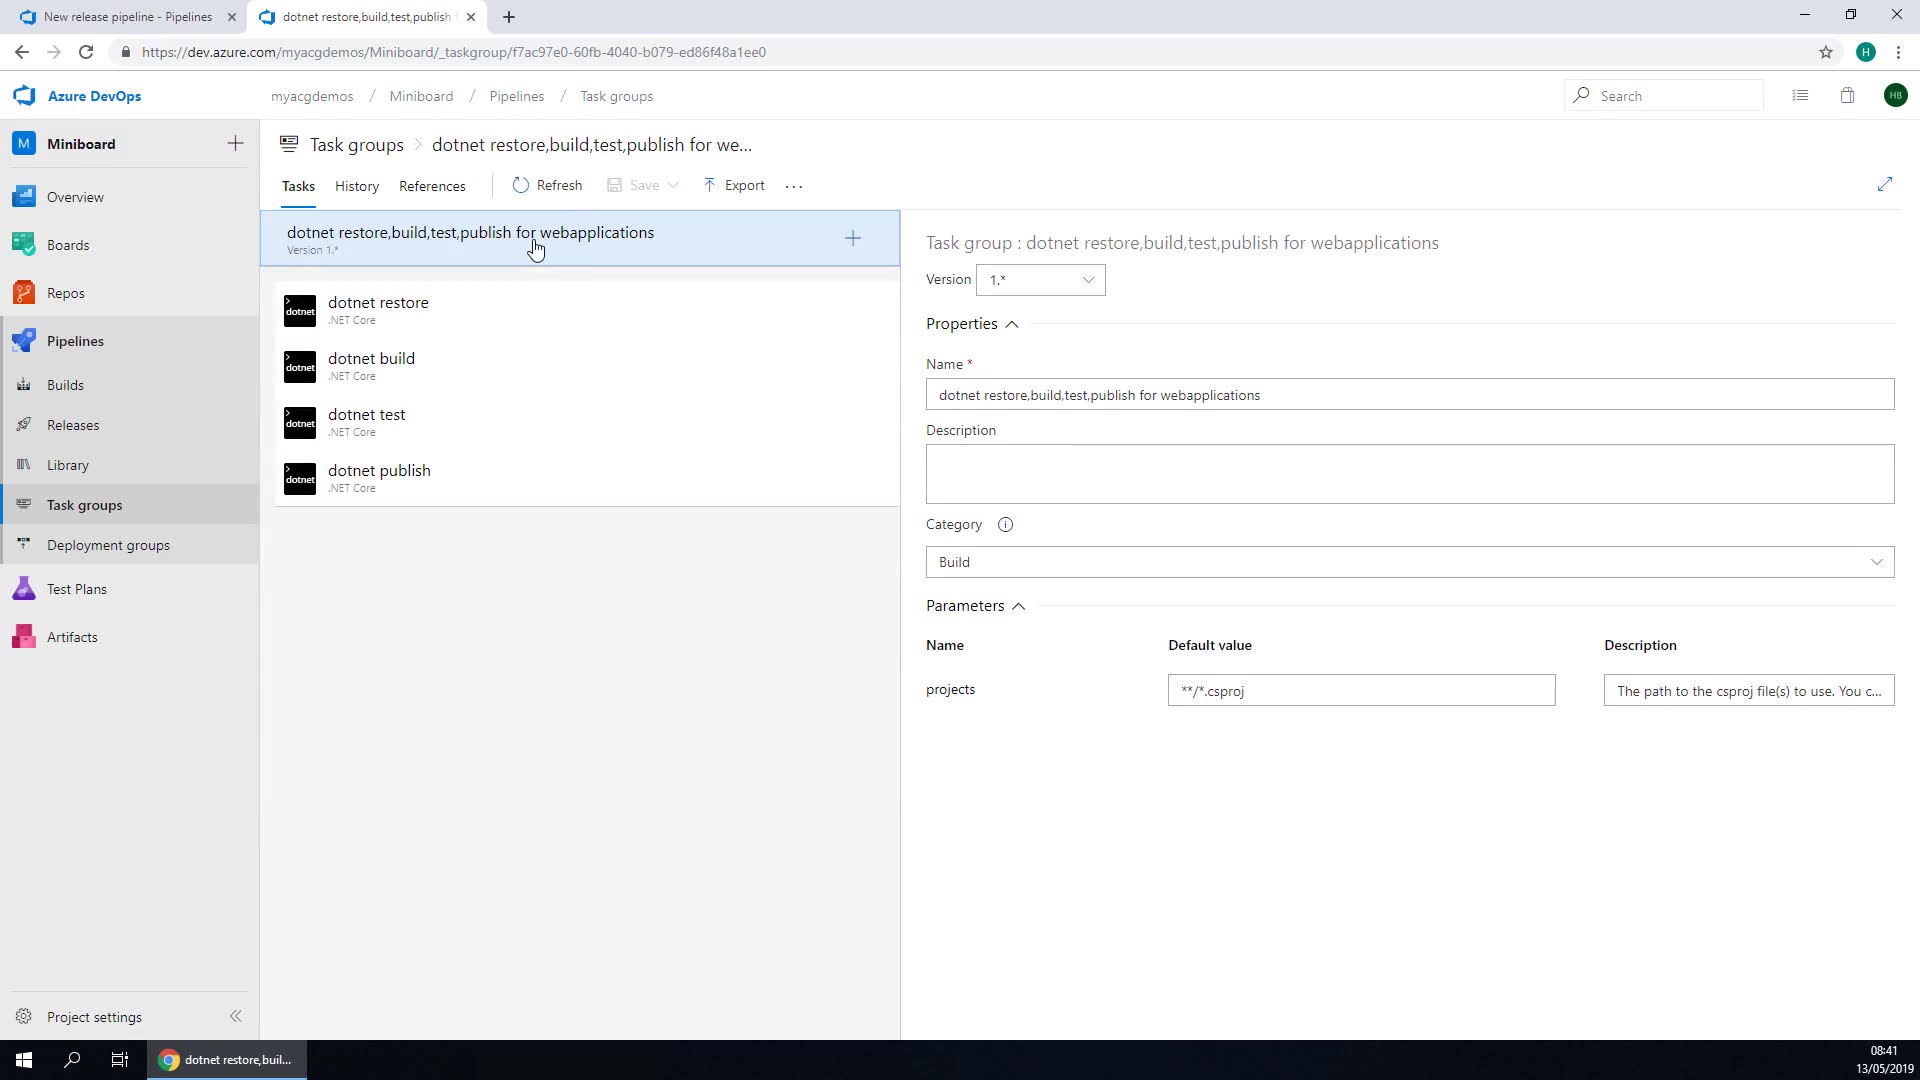 New release pipeline - Pipelines
dotnet restore,build,test,publish
https://dev.azure.com/myacgdemos/Miniboard/_taskgroup/f7ac97e0-60fb-4040-b079-ed86f48a1ee0
H
Azure DevOps
myacgdemos / Miniboard / Pipelines / Task groups
Search
HB
M
Miniboard
Overview
Boards
Repos
Pipelines
Builds
Releases
Library
Task groups
Deployment groups
Test Plans
Artifacts
Project settings
Task groups > dotnet restore,build,test,publish for we...
Tasks
History
References
Refresh
Save
Export
...
dotnet restore,build,test,publish for webapplications
Version 1.*
dotnet
dotnet restore
.NET Core
dotnet
dotnet build
.NET Core
dotnet
dotnet test
.NET Core
dotnet
dotnet publish
.NET Core
Task group : dotnet restore,build,test,publish for webapplications
Version 1.*
Properties
Name *
dotnet restore,build,test,publish for webapplications
Description
Category
Build
Parameters
Name Default value Description
projects **/*.csproj The path to the csproj file(s) to use. You c...
dotnet restore,buil...
08:41
13/05/2019